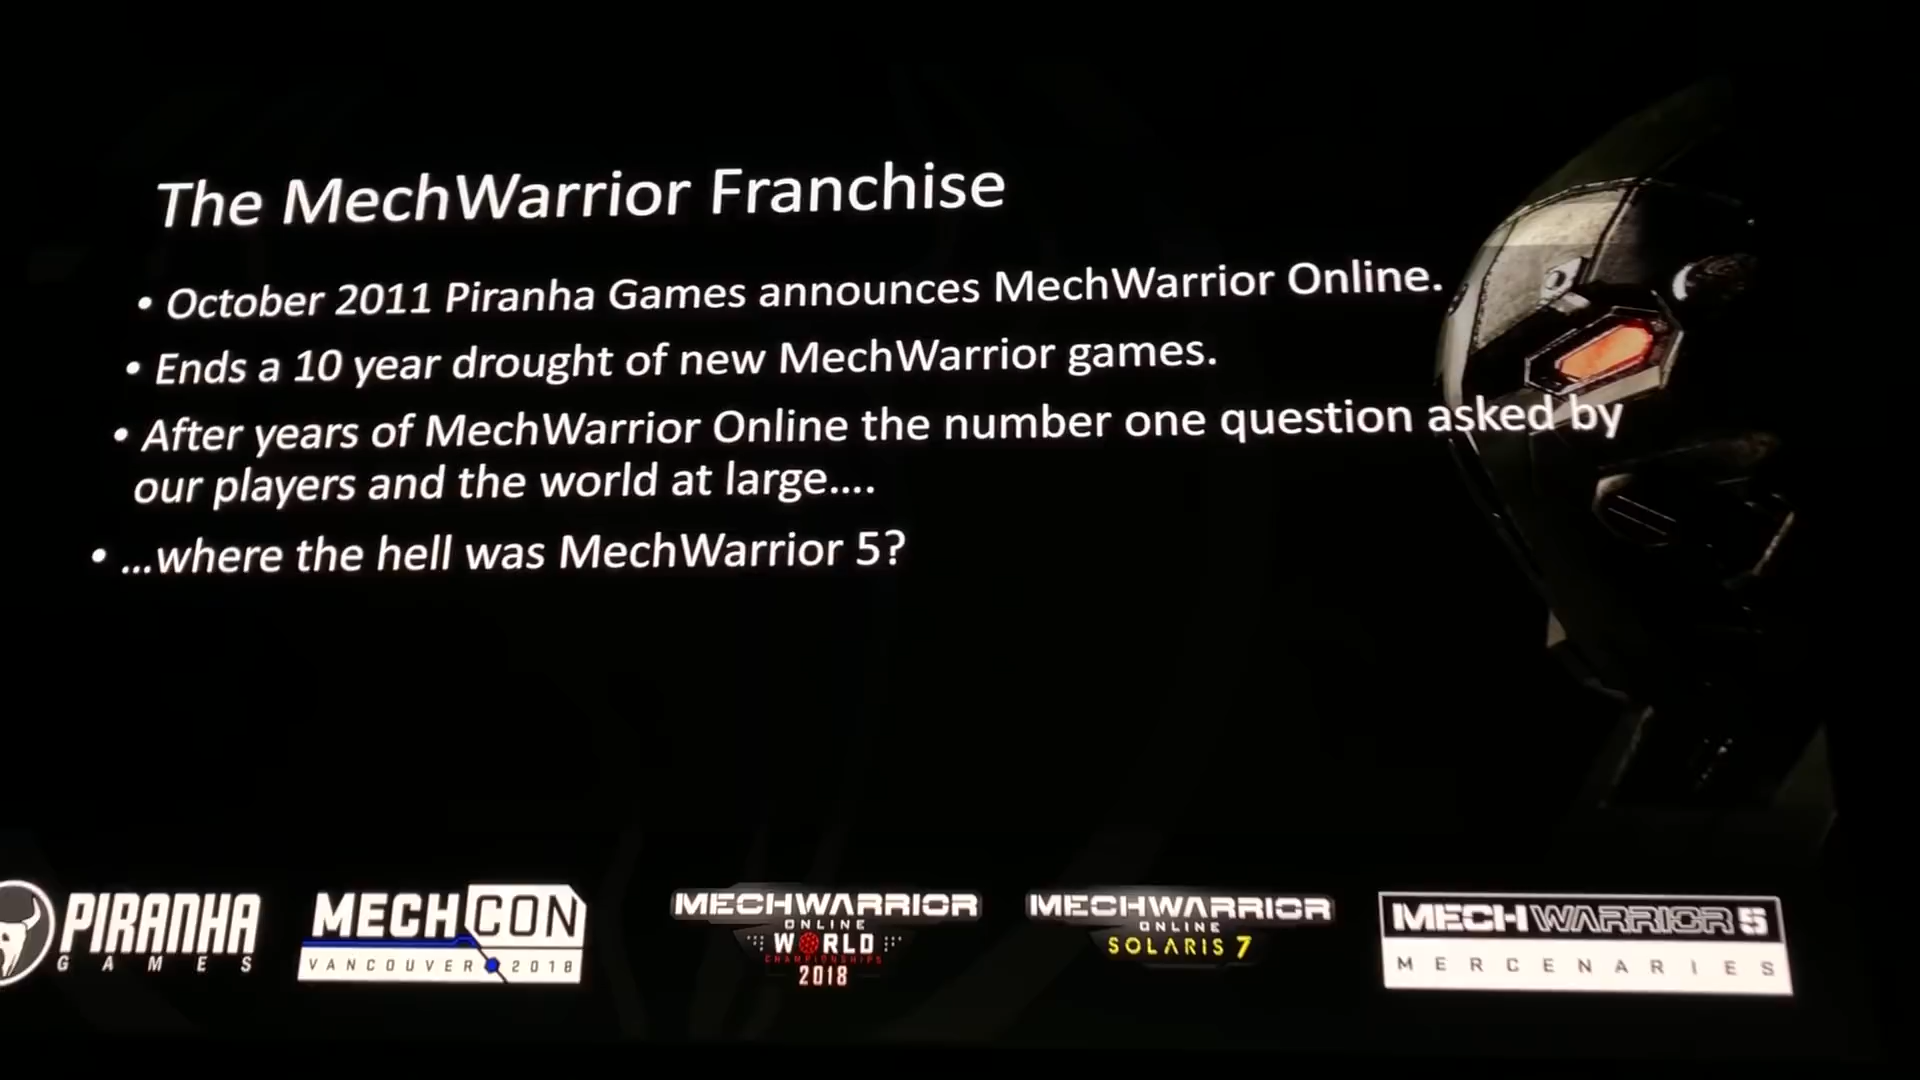 The MechWarrior Franchise
• October 2011 Piranha Games announces MechWarrior Online.
• Ends a 10 year drought of new MechWarrior games.
• After years of MechWarrior Online the number one question asked by
our players and the world at large....
• ...where the hell was MechWarrior 5?
PIRANHA
GAMES
MECH CON
VANCOUVER 2018
MECHWARRIOR
ONLINE
WORLD
CHAMPIONSHIPS
2018
MECHWARRIOR
ONLINE
SOLARIS 7
MECHWARRIOR 5
MERCENARIES